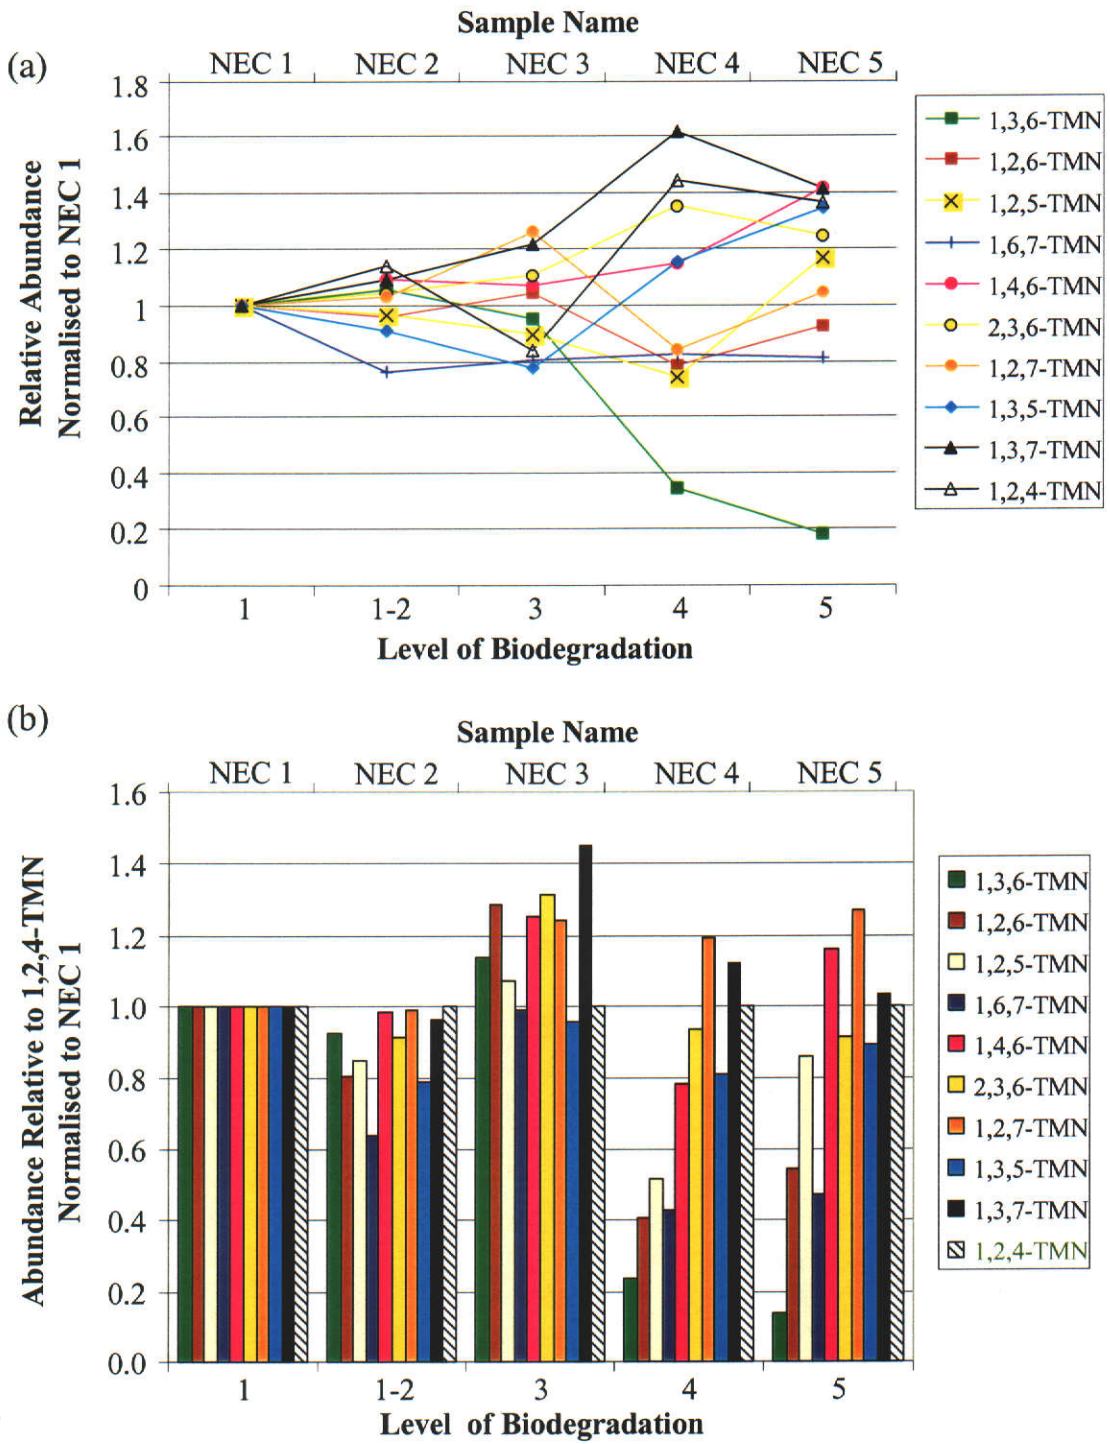 (a)
Sample Name
NEC 1 NEC 2 NEC 3 NEC 4 NEC 5
1.8
1.6
1.4
1.2
1
0.8
0.6
0.4
0.2
0
Relative Abundance
Normalised to NEC 1
1 1-2 3 4 5
Level of Biodegradation
1,3,6-TMN
1,2,6-TMN
1,2,5-TMN
1,6,7-TMN
1,4,6-TMN
2,3,6-TMN
1,2,7-TMN
1,3,5-TMN
1,3,7-TMN
1,2,4-TMN
(b)
Sample Name
NEC 1 NEC 2 NEC 3 NEC 4 NEC 5
1.6
1.4
1.2
1.0
0.8
0.6
0.4
0.2
0.0
Abundance Relative to 1,2,4-TMN
Normalised to NEC 1
1 1-2 3 4 5
Level of Biodegradation
1,3,6-TMN
1,2,6-TMN
1,2,5-TMN
1,6,7-TMN
1,4,6-TMN
2,3,6-TMN
1,2,7-TMN
1,3,5-TMN
1,3,7-TMN
1,2,4-TMN